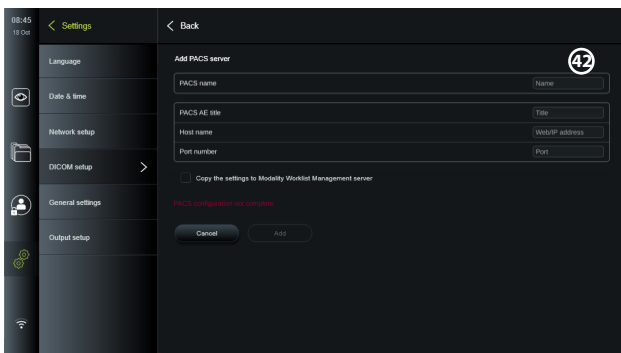 08:45
18 Oct
Settings
Back
Language
Date & time
Network setup
DICOM setup
General settings
Output setup
Add PACS server
42
PACS name
Name
PACS AE title
Title
Host name
Web/IP address
Port number
Port
Copy the settings to Modality Worklist Management server
PACS configuration not complete
Cancel
Add